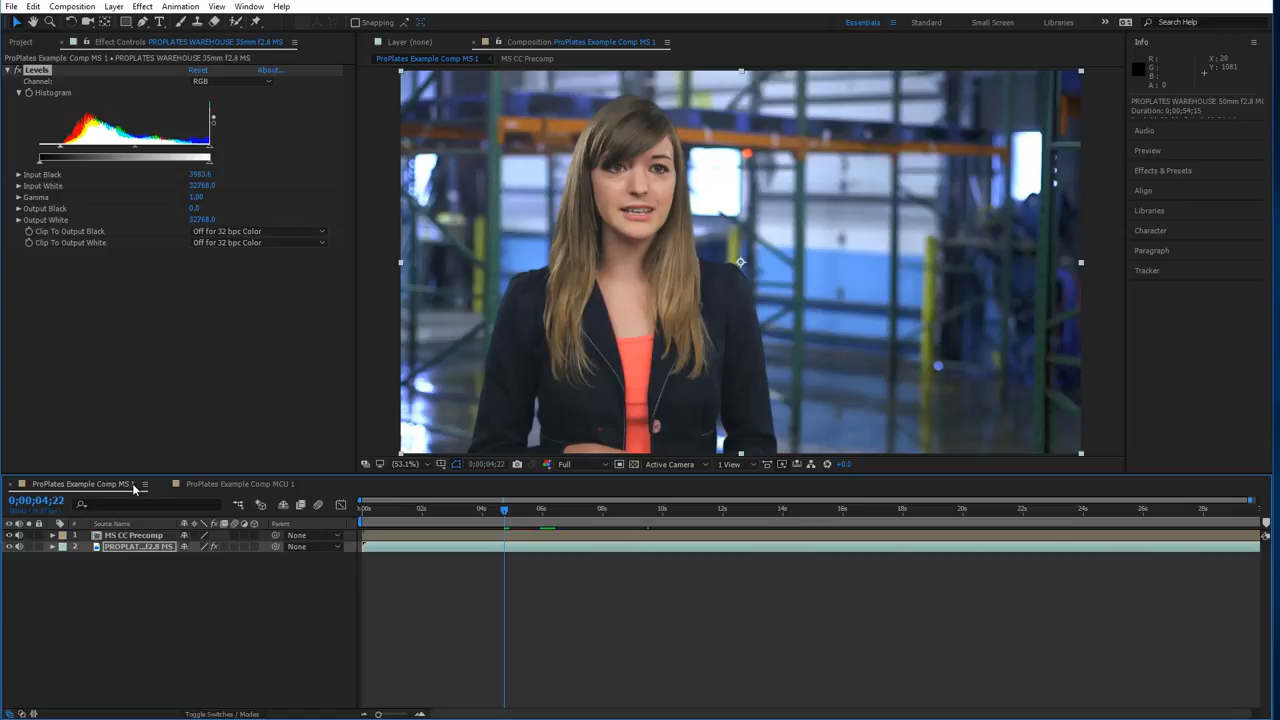 File Edit Composition Layer Effect Animation View Window Help
Snapping Essentials Standard Small Screen Libraries Search Help
Project Effect Controls PROPLATES WAREHOUSE 35mm f2.8 MS
PROPLATES Example Comp MS 1 • PROPLATES WAREHOUSE 35mm f2.8 MS
fx Levels Reset About...
Channel: RGB
Histogram
Input Black 3983.6
Input White 32768.0
Gamma 1.00
Output Black 0.0
Output White 32768.0
Clip To Output Black Off for 32 bpc Color
Clip To Output White Off for 32 bpc Color
Layer (none) Composition ProPlates Example Comp MS 1
ProPlates Example Comp MS 1 MS CC Precomp
(53.1%) 0;00;04;22 Full Active Camera 1 View +0.0
Info
R: X: 20
G: Y: 1081
B:
A: 0
PROPLATES WAREHOUSE 50mm f2.8 M
Duration: 0;00;54;15
Audio
Preview
Effects & Presets
Align
Libraries
Character
Paragraph
Tracker
ProPlates Example Comp MS 1 ProPlates Example Comp MCU 1
0;00;04;22
:00s 02s 04s 06s 08s 10s 12s 14s 16s 18s 20s 22s 24s 26s 28s
# Source Name Parent
1 MS CC Precomp None
2 PROPLAT...f2.8 MS fx None
Toggle Switches / Modes